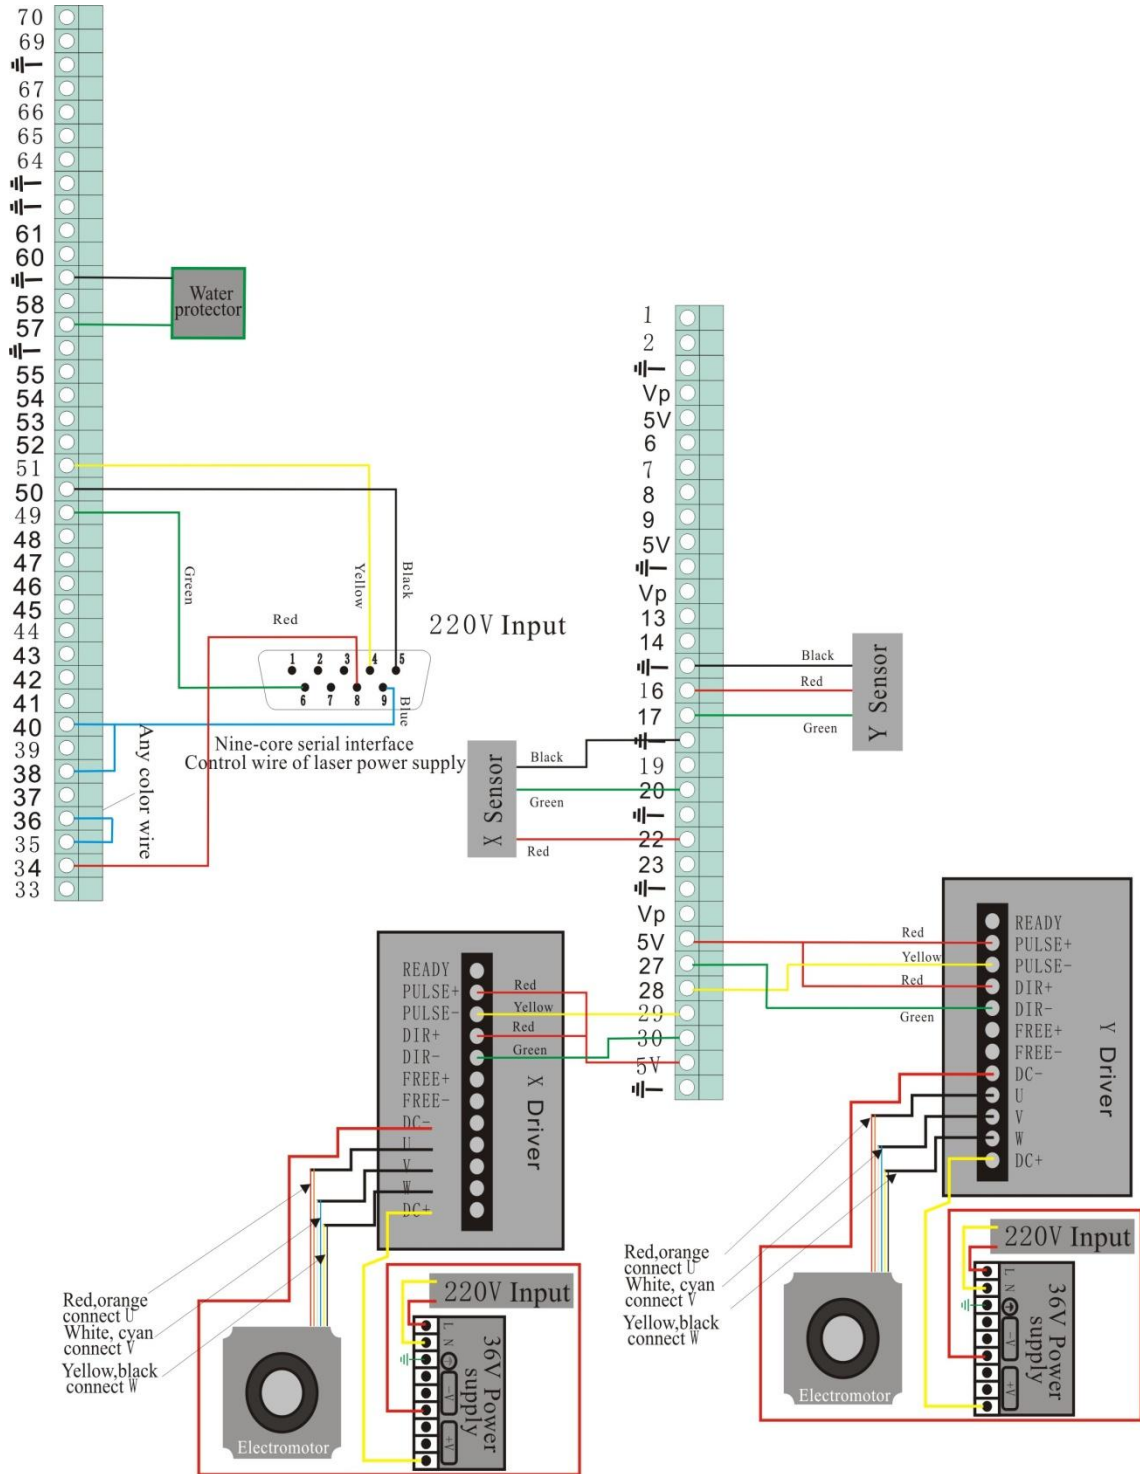 70
69
67
66
65
64
61
60
58
57
55
54
53
52
51
50
49
48
47
46
45
44
43
42
41
40
39
38
37
36
35
34
33
Water
protector
Green
Yellow
Black
Red
220V Input
1 2 3 4 5
6 7 8 9
Blue
Nine-core serial interface
Control wire of laser power supply
Any color wire
1
2
Vp
5V
6
7
8
9
5V
Vp
13
14
16
17
19
20
22
23
Vp
5V
27
28
29
30
5V
Black
Red
Green
Y Sensor
X Sensor
Black
Green
Red
Red
Yellow
Red
Green
READY
PULSE+
PULSE-
DIR+
DIR-
FREE+
FREE-
DC-
U
V
W
DC+
Y Driver
READY
PULSE+
PULSE-
DIR+
DIR-
FREE+
FREE-
DC-
U
V
W
DC+
X Driver
Red
Yellow
Red
Green
Red,orange
connect U
White, cyan
connect V
Yellow,black
connect W
Electromotor
220V Input
L
N
-V
+V
36V Power
supply
Red,orange
connect U
White, cyan
connect V
Yellow,black
connect W
Electromotor
220V Input
L
N
-V
+V
36V Power
supply